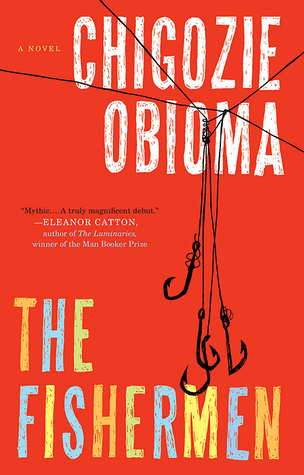 A NOVEL
CHIGOZIE
OBIOMA
“Mythic....A truly magnificent debut.”
—ELEANOR CATTON,
author of The Luminaries,
winner of the Man Booker Prize
THE
FISHERMEN